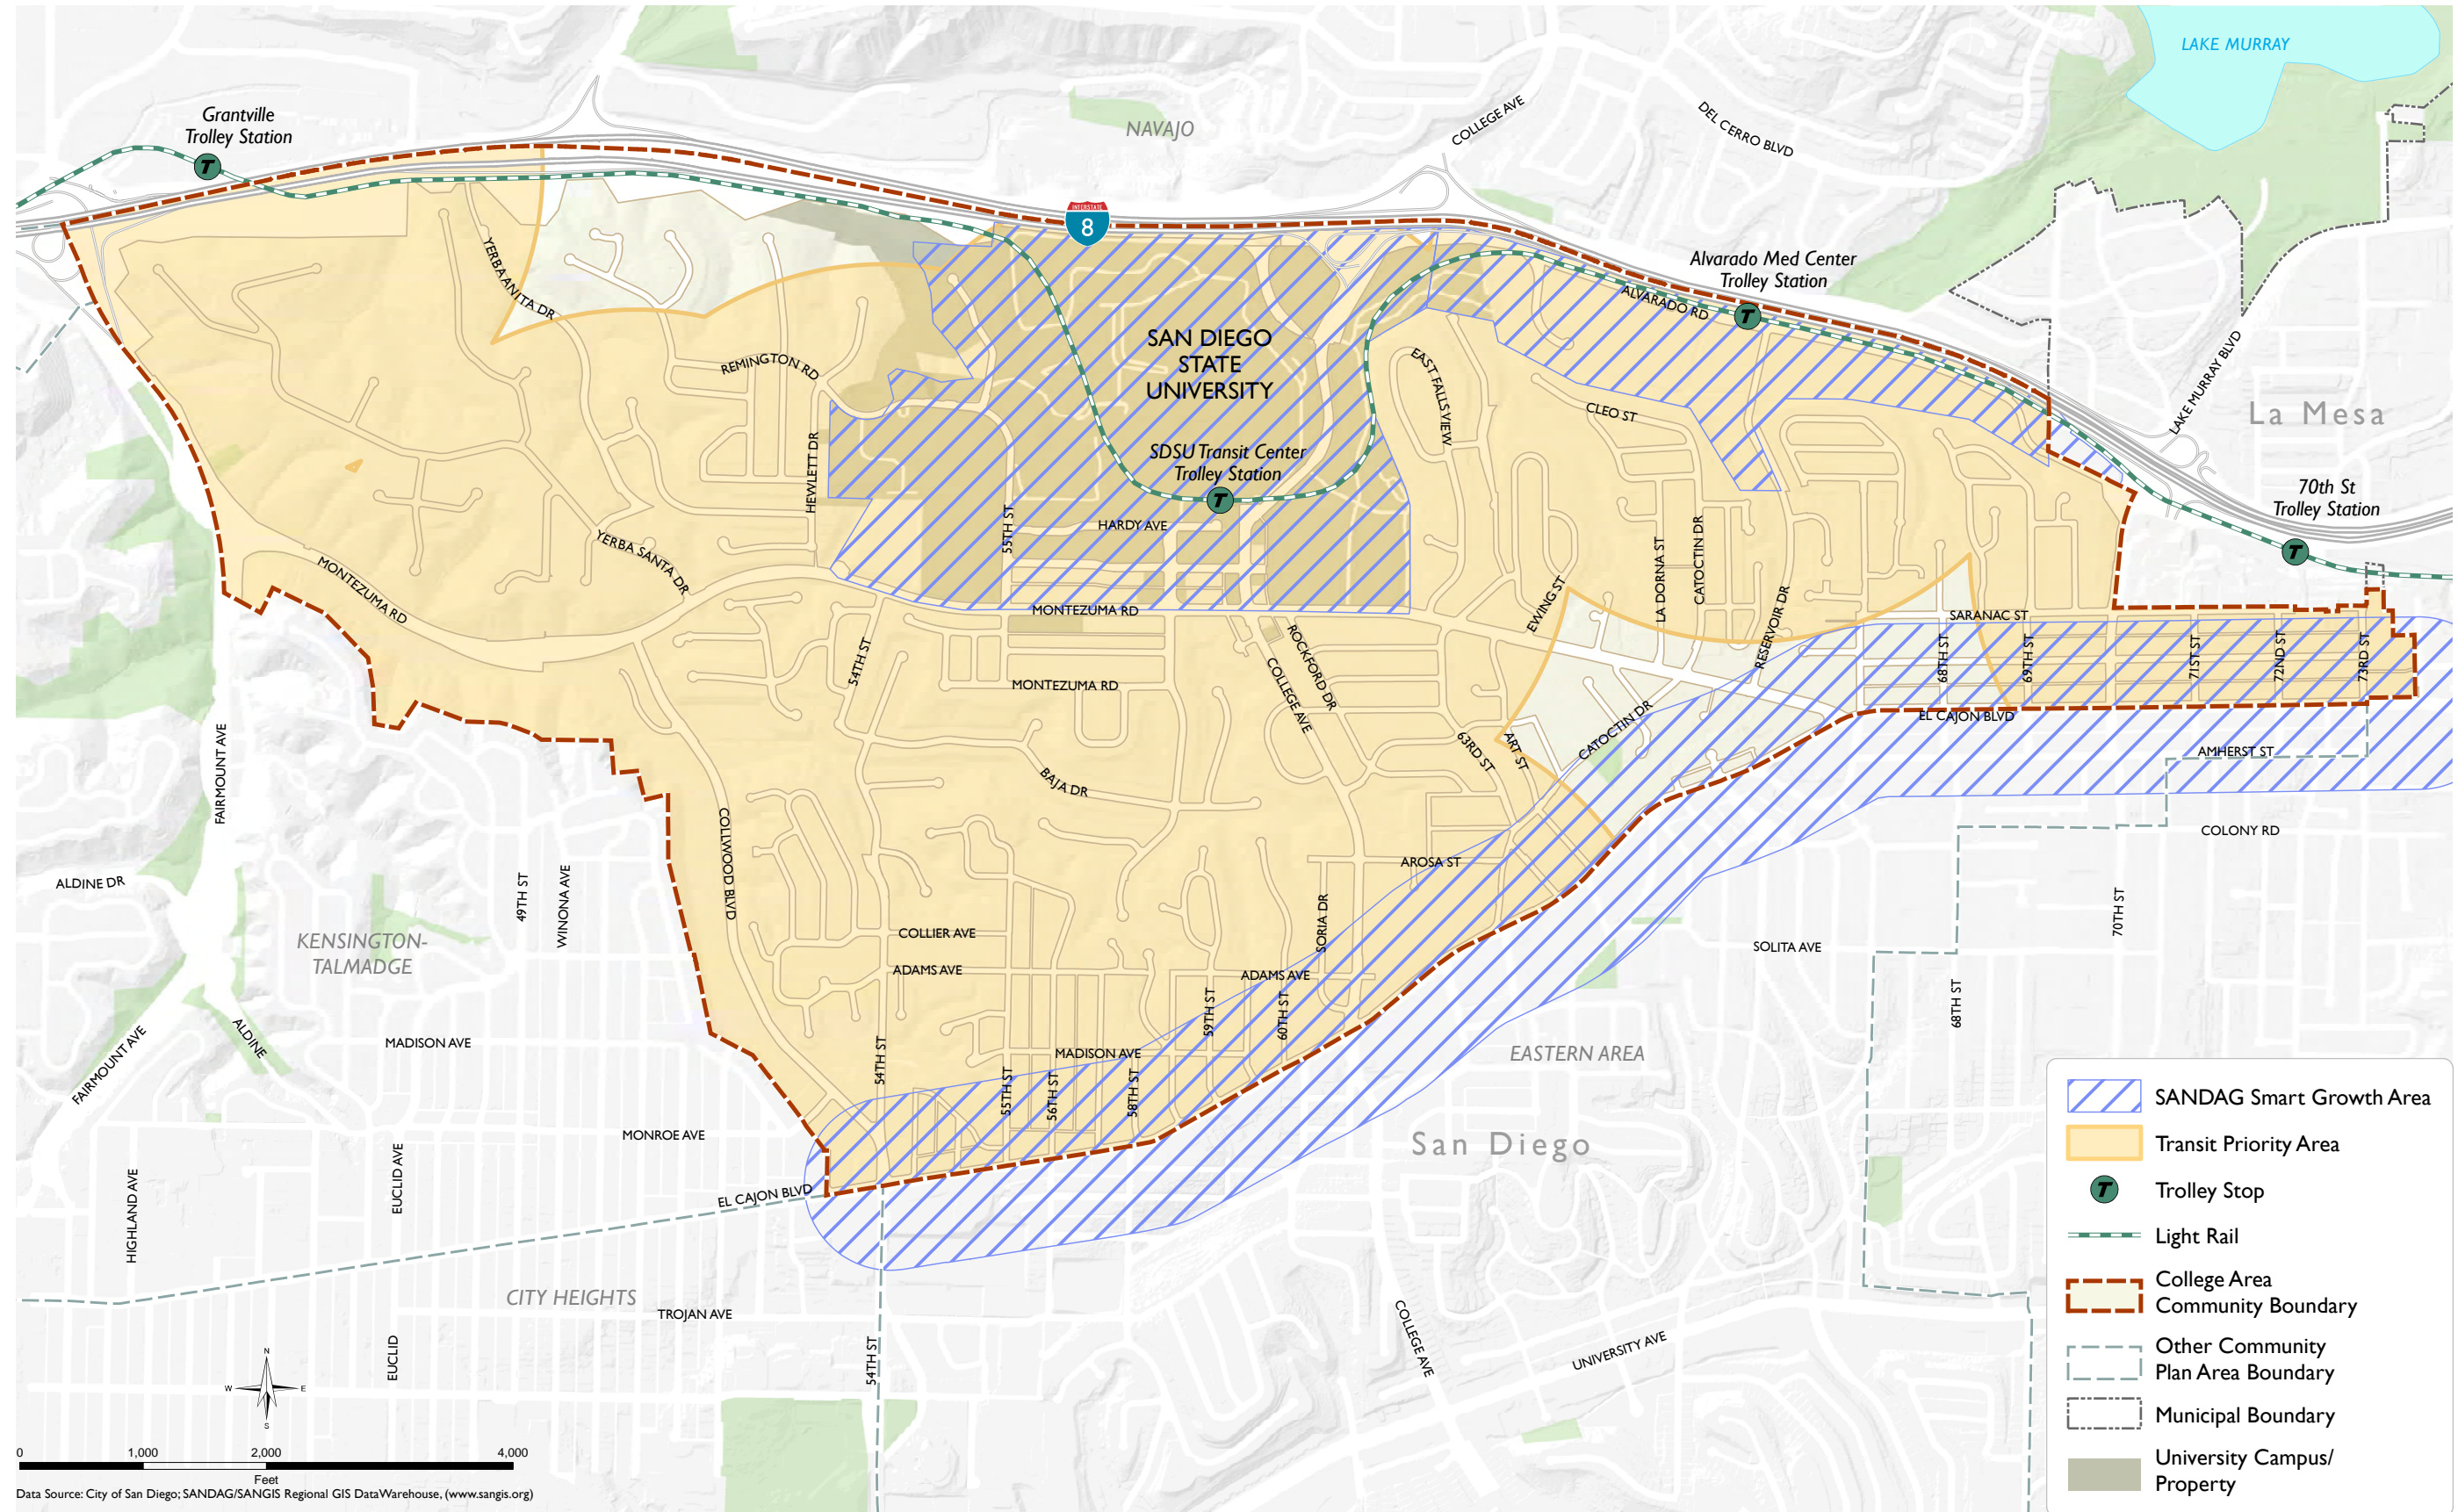 LAKE MURRAY
Grantville
Trolley Station
NAVAJO
COLLEGE AVE
DEL CERRO BLVD
INTERSTATE
8
YERBA ANITA DR
Alvarado Med Center
Trolley Station
ALVARADO RD
SAN DIEGO
STATE
UNIVERSITY
REMINGTON RD
EAST FALLS VIEW
CLEO ST
LAKE MURRAY BLVD
La Mesa
HEWLETT DR
SDSU Transit Center
Trolley Station
70th St
Trolley Station
55TH ST
HARDY AVE
YERBA SANTA DR
MONTEZUMA RD
LA DORNA ST
CATOCTIN DR
RESERVOIR DR
EWING ST
MONTEZUMA RD
SARANAC ST
54TH ST
ROCKFORD DR
COLLEGE AVE
MONTEZUMA RD
68TH ST
69TH ST
71ST ST
72ND ST
73RD ST
EL CAJON BLVD
CATOCTIN DR
63RD ST
ART ST
AMHERST ST
FAIRMOUNT AVE
BAJA DR
COLLWOOD BLVD
COLONY RD
AROSA ST
ALDINE DR
49TH ST
WINONA AVE
SORIA DR
70TH ST
KENSINGTON-
TALMADGE
COLLIER AVE
SOLITA AVE
ADAMS AVE
ADAMS AVE
59TH ST
60TH ST
68TH ST
FAIRMOUNT AVE
ALDINE
MADISON AVE
54TH ST
MADISON AVE
EASTERN AREA
55TH ST
56TH ST
58TH ST
MONROE AVE
San Diego
HIGHLAND AVE
EUCLID AVE
EL CAJON BLVD
CITY HEIGHTS
TROJAN AVE
EUCLID
54TH ST
COLLEGE AVE
UNIVERSITY AVE
N
W
E
S
0
1,000
2,000
4,000
Feet
Data Source: City of San Diego; SANDAG/SANGIS Regional GIS DataWarehouse, (www.sangis.org)
T
T
T
T
SANDAG Smart Growth Area
Transit Priority Area
T
Trolley Stop
Light Rail
College Area
Community Boundary
Other Community
Plan Area Boundary
Municipal Boundary
University Campus/
Property